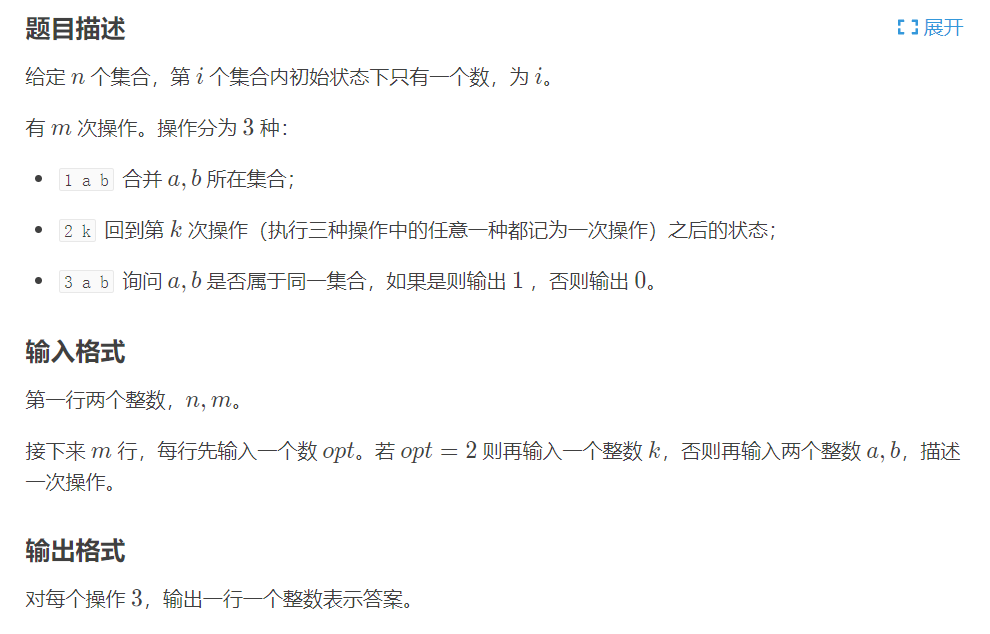 题目描述
展开
给定 n 个集合，第 i 个集合内初始状态下只有一个数，为 i。
有 m 次操作。操作分为 3 种：
• 1 a b 合并 a, b 所在集合；
• 2 k 回到第 k 次操作（执行三种操作中的任意一种都记为一次操作）之后的状态；
• 3 a b 询问 a, b 是否属于同一集合，如果是则输出 1 ，否则输出 0。
输入格式
第一行两个整数，n, m。
接下来 m 行，每行先输入一个数 opt。若 opt = 2 则再输入一个整数 k，否则再输入两个整数 a, b，描述
一次操作。
输出格式
对每个操作 3，输出一行一个整数表示答案。